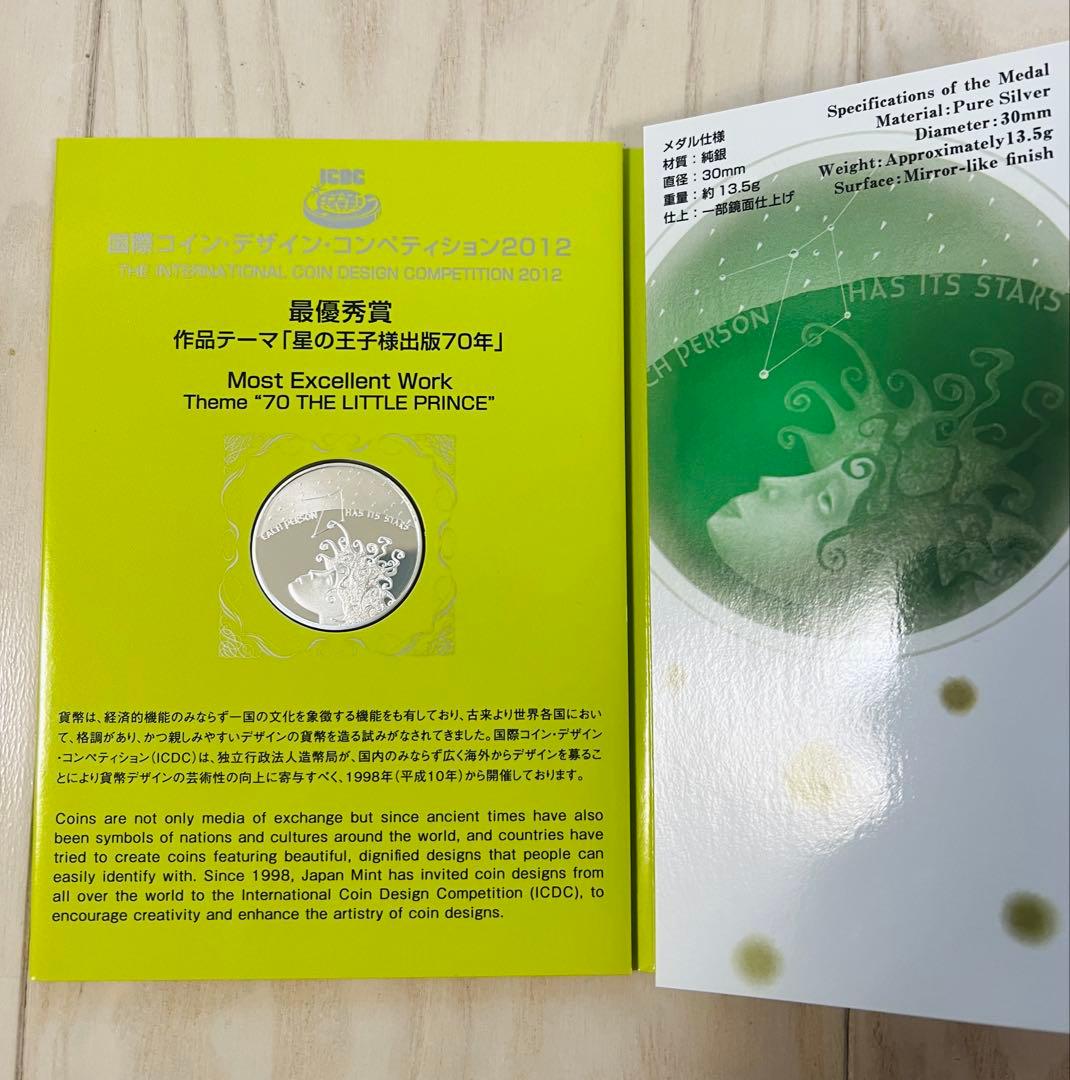 ICDC
国際コイン・デザイン・コンペティション2012
THE INTERNATIONAL COIN DESIGN COMPETITION 2012
最優秀賞
作品テーマ「星の王子様出版70年」
Most Excellent Work
Theme “70 THE LITTLE PRINCE”
EACH PERSON HAS ITS STARS
貨幣は、経済的機能のみならず一国の文化を象徴する機能をも有しており、古来より世界各国におい
て、格調があり、かつ親しみやすいデザインの貨幣を造る試みがなされてきました。国際コイン・デザイン
・コンペティション(ICDC)は、独立行政法人造幣局が、国内のみならず広く海外からデザインを募るこ
とにより貨幣デザインの芸術性の向上に寄与すべく、1998年(平成10年)から開催しております。
Coins are not only media of exchange but since ancient times have also
been symbols of nations and cultures around the world, and countries have
tried to create coins featuring beautiful, dignified designs that people can
easily identify with. Since 1998, Japan Mint has invited coin designs from
all over the world to the International Coin Design Competition (ICDC), to
encourage creativity and enhance the artistry of coin designs.
メダル仕様
材質：純銀
直径：30mm
重量：約13.5g
仕上：一部鏡面仕上げ
Specifications of the Medal
Material:Pure Silver
Diameter:30mm
Weight:Approximately13.5g
Surface:Mirror-like finish
CH PERSON HAS ITS STARS